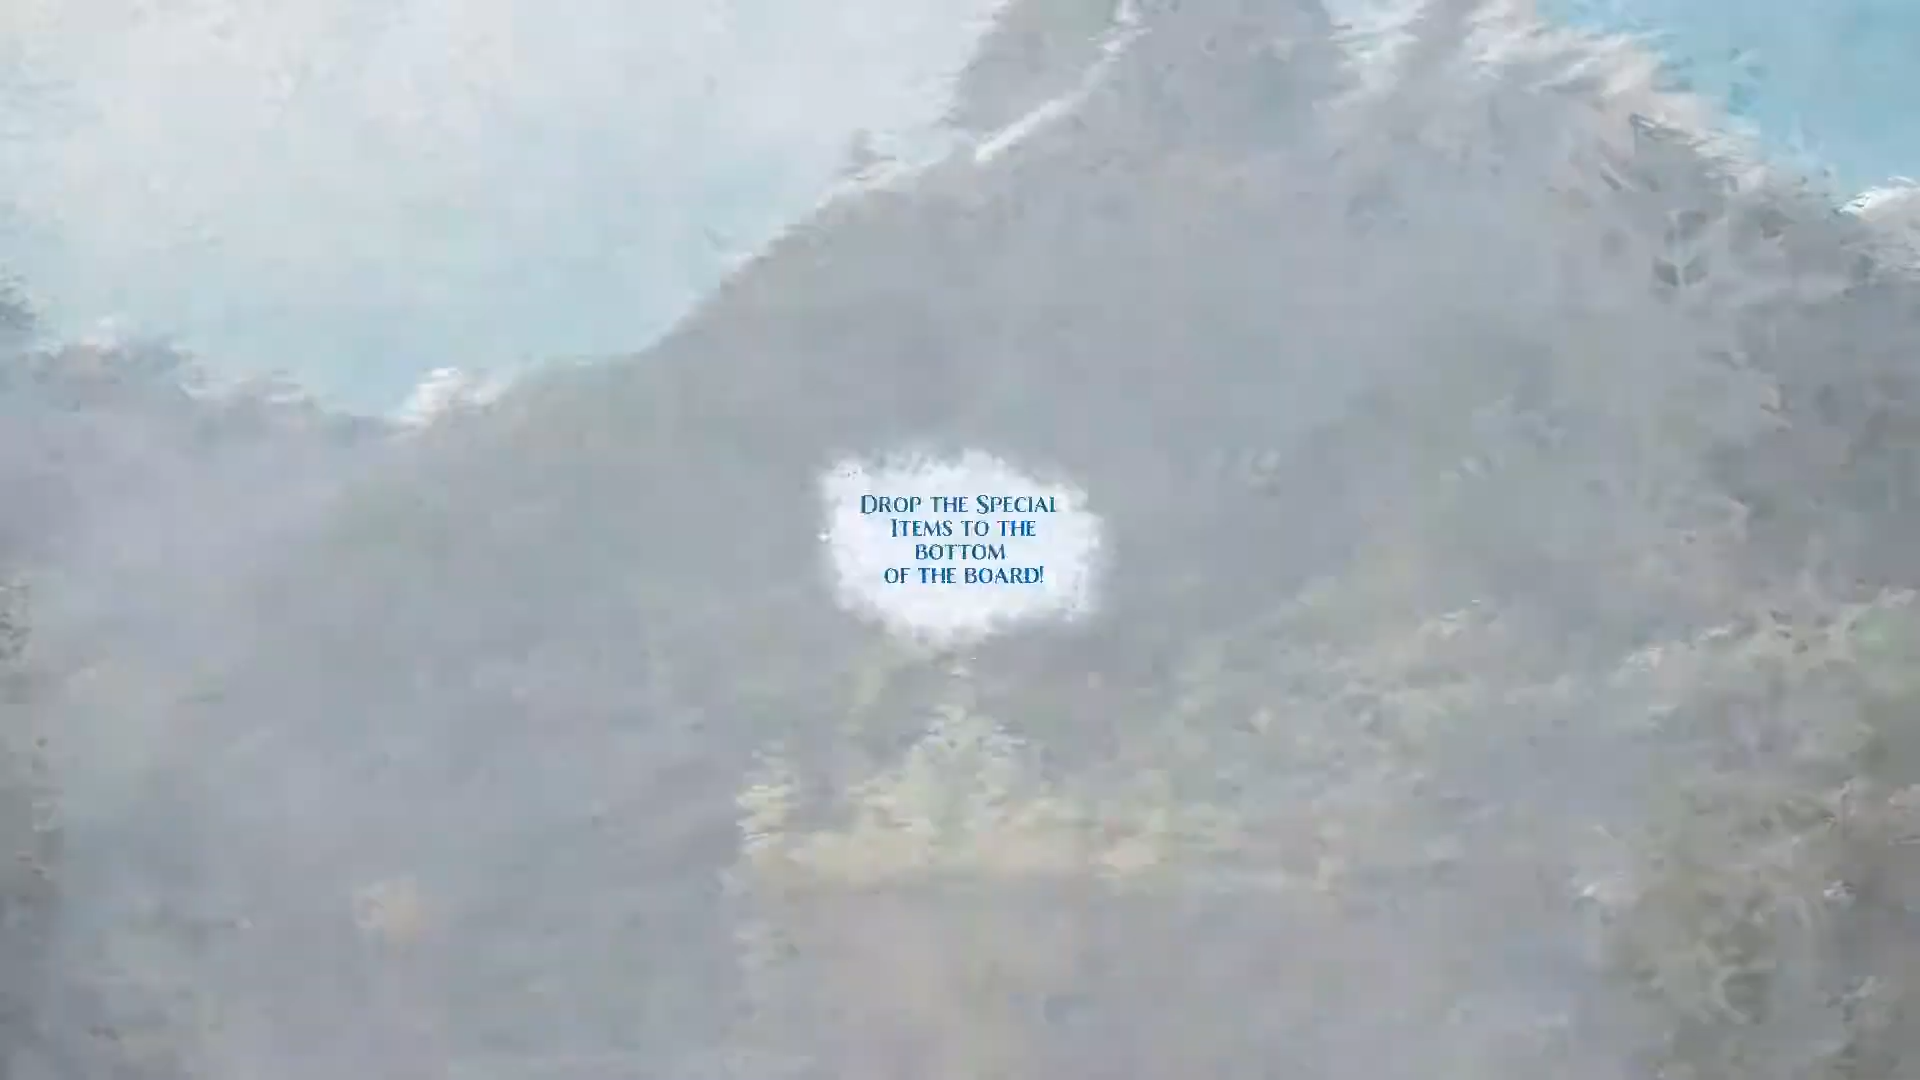 Drop the Special
Items to the
bottom
of the board!